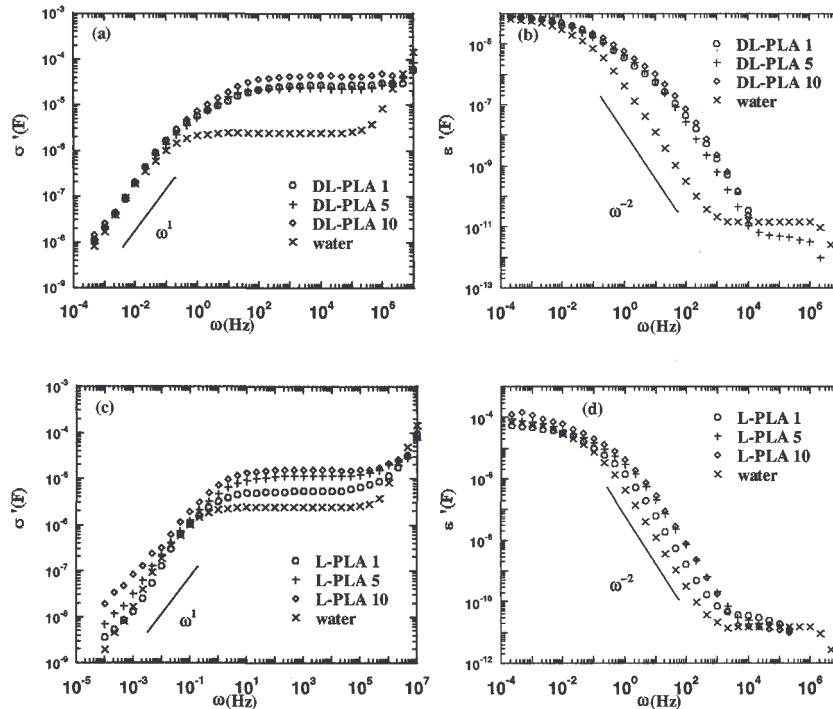 (a)
10⁻³
10⁻⁴
10⁻⁵
10⁻⁶
10⁻⁷
10⁻⁸
10⁻⁹
σ '(F)
DL-PLA 1
DL-PLA 5
DL-PLA 10
water
ω¹
10⁻⁴ 10⁻² 10⁰ 10² 10⁴ 10⁶
ω(Hz)
(b)
10⁻⁵
10⁻⁷
10⁻⁹
10⁻¹¹
10⁻¹³
ε '(F)
DL-PLA 1
DL-PLA 5
DL-PLA 10
water
ω⁻²
10⁻⁴ 10⁻² 10⁰ 10² 10⁴ 10⁶
ω(Hz)
(c)
10⁻³
10⁻⁴
10⁻⁵
10⁻⁶
10⁻⁷
10⁻⁸
10⁻⁹
σ '(F)
L-PLA 1
L-PLA 5
L-PLA 10
water
ω¹
10⁻⁵ 10⁻³ 10⁻¹ 10¹ 10³ 10⁵ 10⁷
ω(Hz)
(d)
10⁻⁴
10⁻⁶
10⁻⁸
10⁻¹⁰
10⁻¹²
ε '(F)
L-PLA 1
L-PLA 5
L-PLA 10
water
ω⁻²
10⁻⁴ 10⁻² 10⁰ 10² 10⁴ 10⁶
ω(Hz)